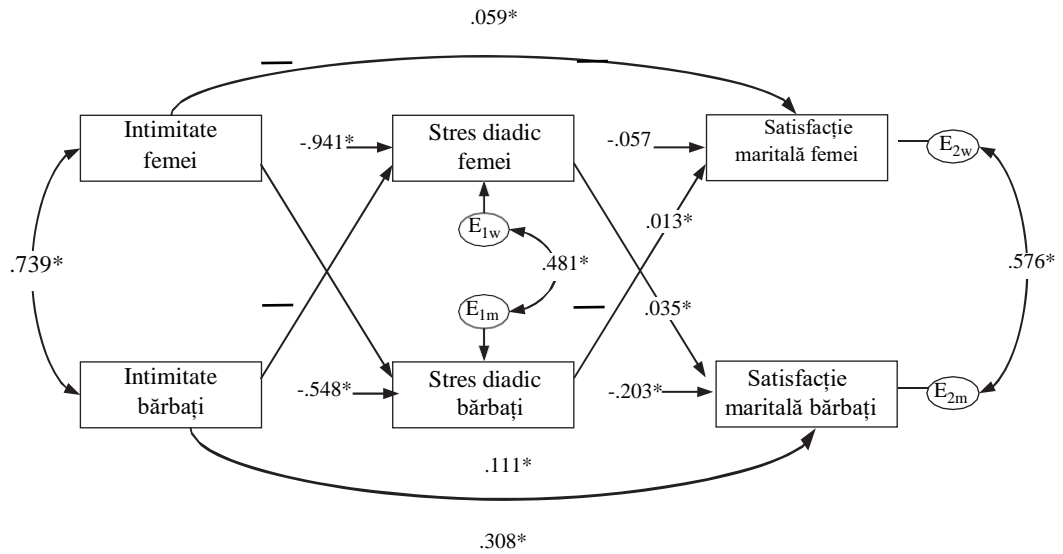 .059*
Intimitate
femei
-.941*
Stres diadic
femei
-.057
Satisfacție
maritală femei
E2w
E1w
.013*
.739*
.481*
.576*
E1m
.035*
Intimitate
bărbați
-.548*
Stres diadic
bărbați
-.203*
Satisfacție
maritală bărbați
E2m
.111*
.308*